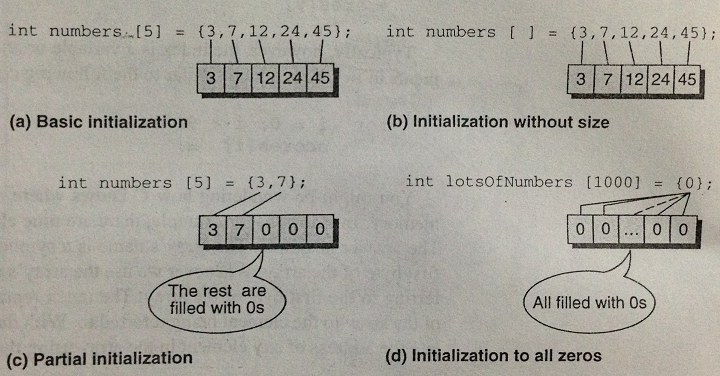 int numbers [5] = {3,7,12,24,45};
3 7 12 24 45
(a) Basic initialization
int numbers [ ] = {3,7,12,24,45};
3 7 12 24 45
(b) Initialization without size
int numbers [5] = {3,7};
3 7 0 0 0
The rest are
filled with 0s
(c) Partial initialization
int lotsOfNumbers [1000] = {0};
0 0 ... 0 0
All filled with 0s
(d) Initialization to all zeros